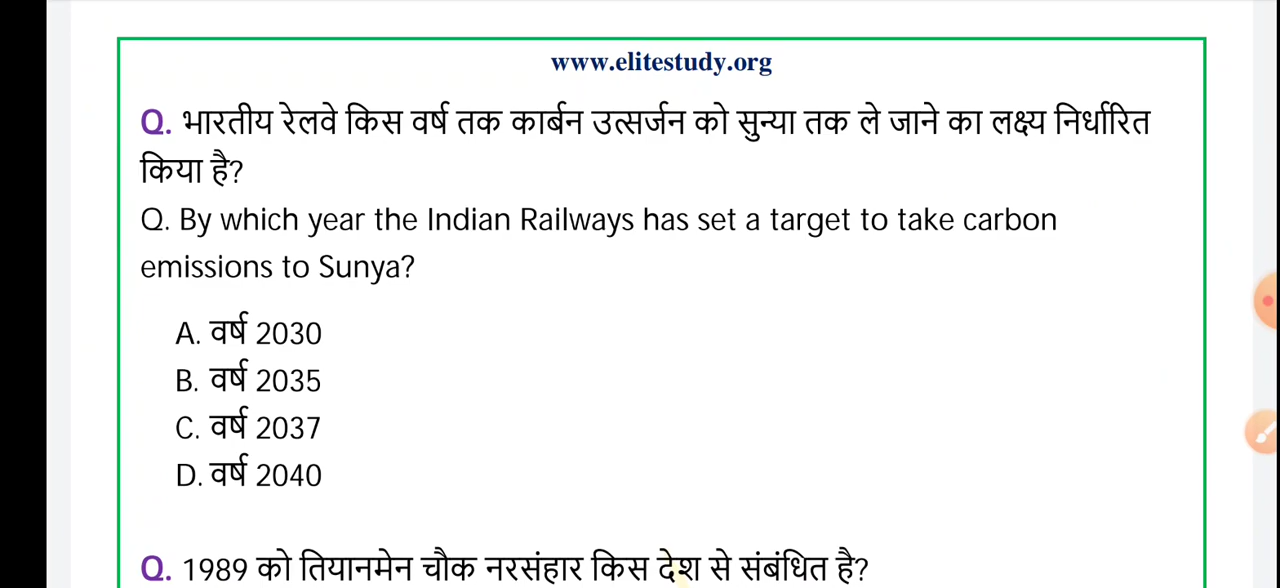 www.elitestudy.org
Q. भारतीय रेलवे किस वर्ष तक कार्बन उत्सर्जन को सुन्या तक ले जाने का लक्ष्य निर्धारित
किया है?
Q. By which year the Indian Railways has set a target to take carbon
emissions to Sunya?
A. वर्ष 2030
B. वर्ष 2035
C. वर्ष 2037
D. वर्ष 2040
Q. 1989 को तियानमेन चौक नरसंहार किस देश से संबंधित है?